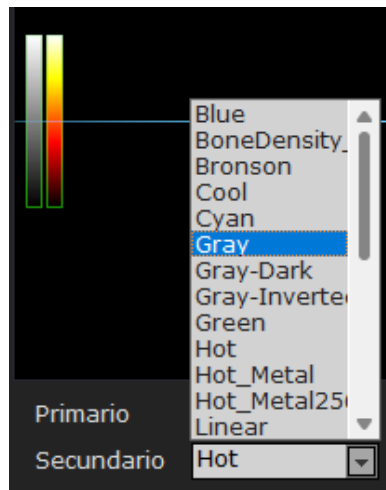 Blue
BoneDensity_
Bronson
Cool
Cyan
Gray
Gray-Dark
Gray-Inverte
Green
Hot
Hot_Metal
Hot_Metal25
Linear
Primario
Secundario Hot